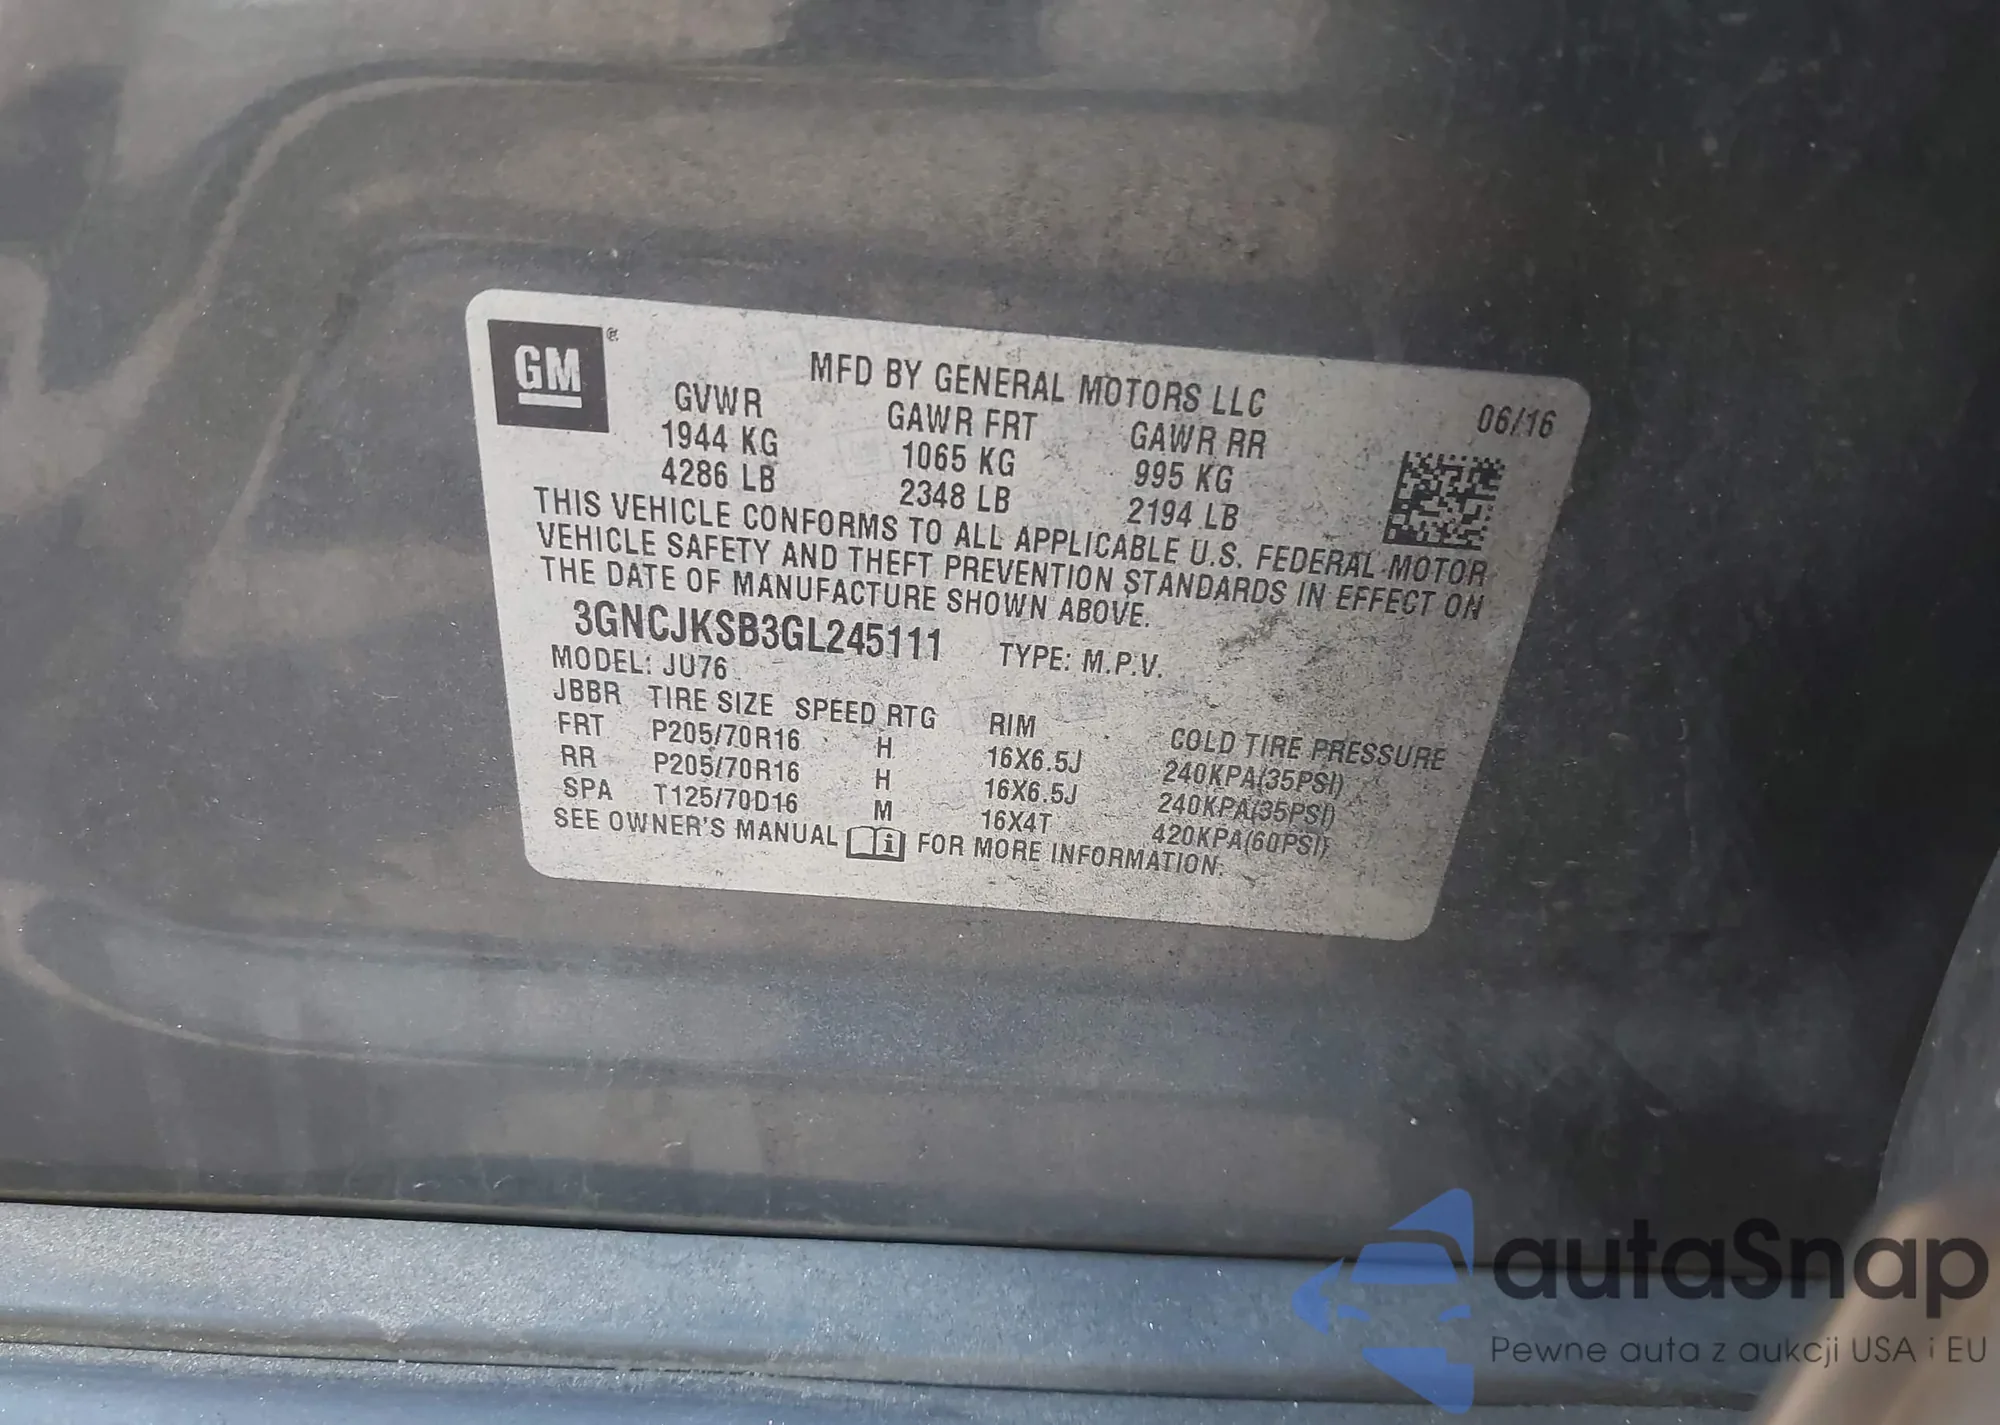 GM ®
MFD BY GENERAL MOTORS LLC
06/16
GVWR GAWR FRT GAWR RR
1944 KG 1065 KG 995 KG
4286 LB 2348 LB 2194 LB
THIS VEHICLE CONFORMS TO ALL APPLICABLE U.S. FEDERAL MOTOR
VEHICLE SAFETY AND THEFT PREVENTION STANDARDS IN EFFECT ON
THE DATE OF MANUFACTURE SHOWN ABOVE.
3GNCJKSB3GL245111 TYPE: M.P.V.
MODEL: JU76
JBBR TIRE SIZE SPEED RTG RIM COLD TIRE PRESSURE
FRT P205/70R16 H 16X6.5J 240KPA(35PSI)
RR P205/70R16 H 16X6.5J 240KPA(35PSI)
SPA T125/70D16 M 16X4T 420KPA(60PSI)
SEE OWNER'S MANUAL i FOR MORE INFORMATION.
autaSnap
Pewne auta z aukcji USA i EU